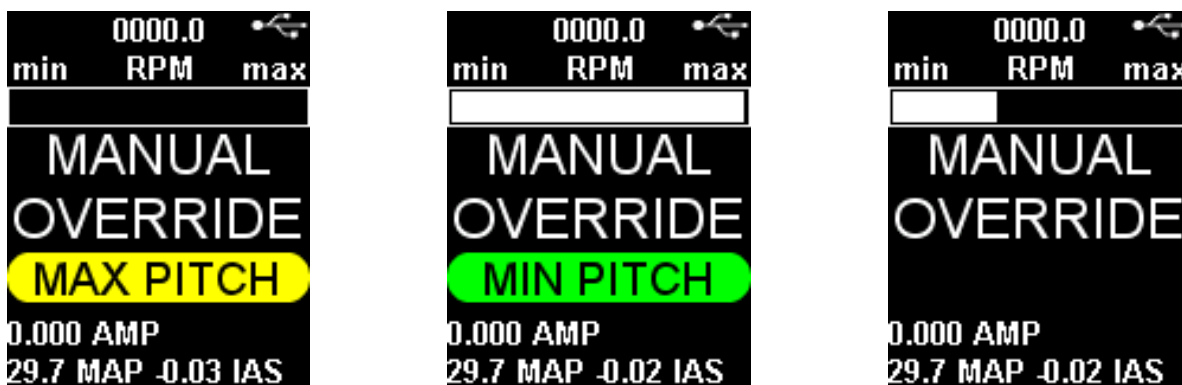 0000.0
min RPM max
MANUAL
OVERRIDE
MAX PITCH
0.000 AMP
29.7 MAP -0.03 IAS
0000.0
min RPM max
MANUAL
OVERRIDE
MIN PITCH
0.000 AMP
29.7 MAP -0.02 IAS
0000.0
min RPM max
MANUAL
OVERRIDE
0.000 AMP
29.7 MAP -0.02 IAS